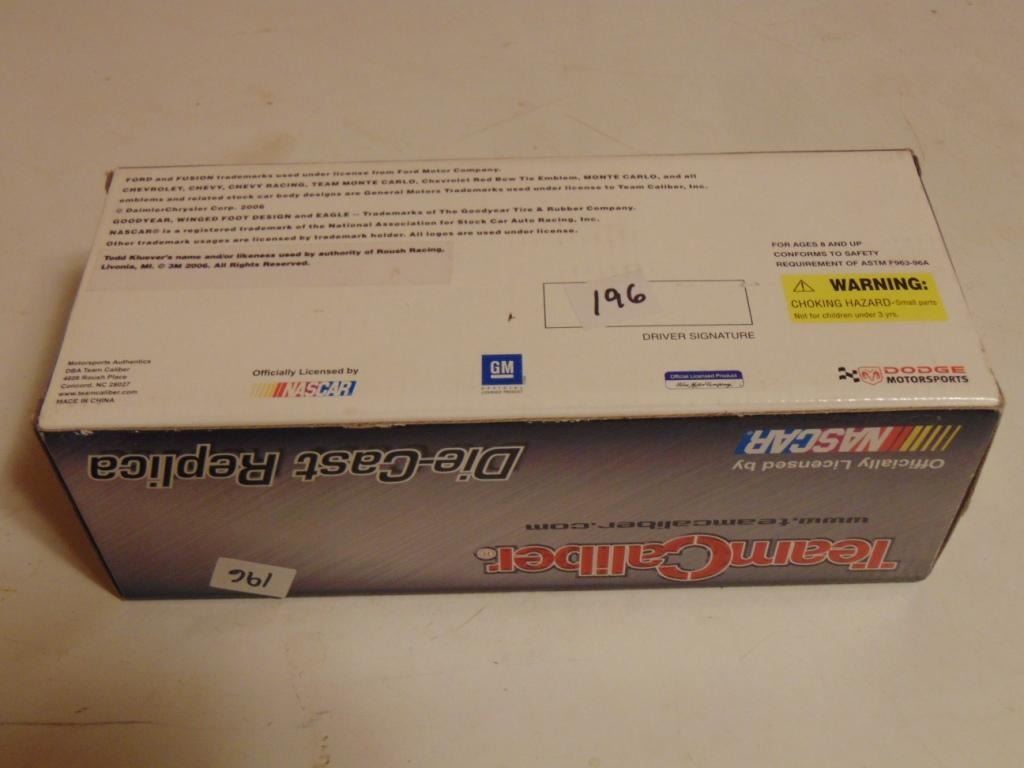 FORD and FUSION trademarks used under license from Ford Motor Company.
CHEVROLET, CHEVY, CHEVY RACING, TEAM MONTE CARLO, Chevrolet Red Bow Tie Emblem, MONTE CARLO, and all
emblems and related stock car body designs are General Motors Trademarks used under license to Team Caliber, Inc.
© DaimlerChrysler Corp. 2006
GOODYEAR, WINGED FOOT DESIGN and EAGLE – Trademarks of The Goodyear Tire & Rubber Company.
NASCAR® is a registered trademark of the National Association for Stock Car Auto Racing, Inc.
Other trademark usages are licensed by trademark holder. All logos are used under license.
Todd Kluever's name and/or likeness used by authority of Roush Racing,
Livonia, MI. © 3M 2006. All Rights Reserved.
FOR AGES 8 AND UP
CONFORMS TO SAFETY
REQUIREMENT OF ASTM F963-96A
WARNING:
CHOKING HAZARD-Small parts
Not for children under 3 yrs.
196
DRIVER SIGNATURE
Motorsports Authentics
DBA Team Caliber
4608 Roush Place
Concord, NC 28027
www.teamcaliber.com
MADE IN CHINA
Officially Licensed by
NASCAR
GM
OFFICIAL
LICENSED PRODUCT
Official Licensed Product
Ford Motor Company
DODGE
MOTORSPORTS
TeamCaliber®
www.teamcaliber.com
Officially Licensed by
NASCAR
Die-Cast Replica
196